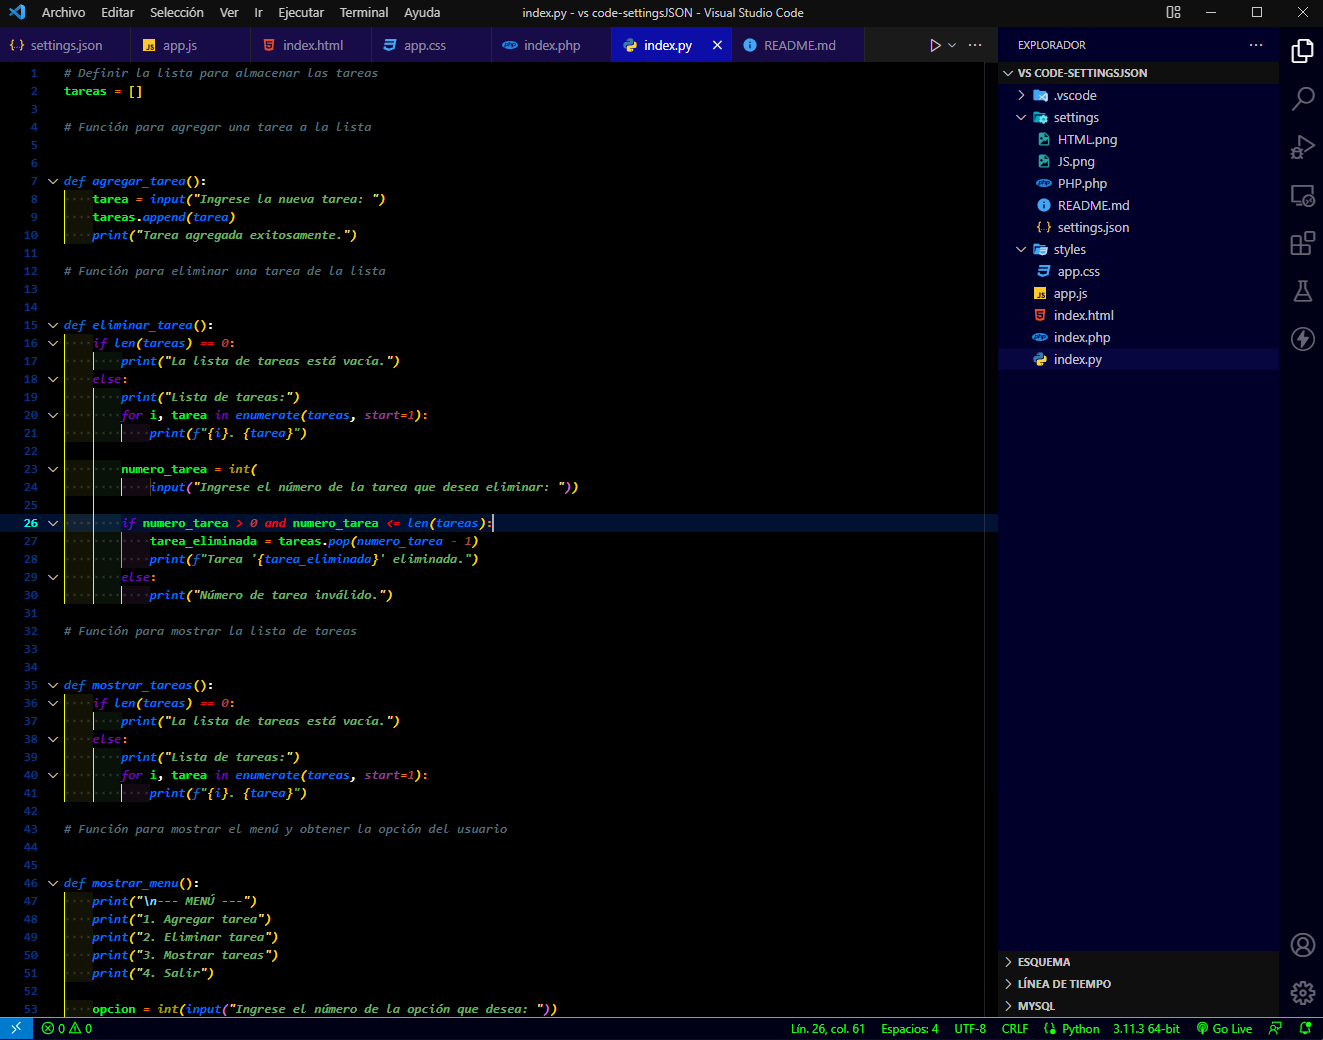 Archivo Editar Selección Ver Ir Ejecutar Terminal Ayuda index.py - vs code-settingsJSON - Visual Studio Code
settings.json app.js index.html app.css index.php index.py README.md
1 # Definir la lista para almacenar las tareas
2 tareas = []
3
4 # Función para agregar una tarea a la lista
5
6
7 def agregar_tarea():
8 tarea = input("Ingrese la nueva tarea: ")
9 tareas.append(tarea)
10 print("Tarea agregada exitosamente.")
11
12 # Función para eliminar una tarea de la lista
13
14
15 def eliminar_tarea():
16 if len(tareas) == 0:
17 print("La lista de tareas está vacía.")
18 else:
19 print("Lista de tareas:")
20 for i, tarea in enumerate(tareas, start=1):
21 print(f"{i}. {tarea}")
22
23 numero_tarea = int(
24 input("Ingrese el número de la tarea que desea eliminar: "))
25
26 if numero_tarea > 0 and numero_tarea <= len(tareas):
27 tarea_eliminada = tareas.pop(numero_tarea - 1)
28 print(f"Tarea '{tarea_eliminada}' eliminada.")
29 else:
30 print("Número de tarea inválido.")
31
32 # Función para mostrar la lista de tareas
33
34
35 def mostrar_tareas():
36 if len(tareas) == 0:
37 print("La lista de tareas está vacía.")
38 else:
39 print("Lista de tareas:")
40 for i, tarea in enumerate(tareas, start=1):
41 print(f"{i}. {tarea}")
42
43 # Función para mostrar el menú y obtener la opción del usuario
44
45
46 def mostrar_menu():
47 print("\n--- MENÚ ---")
48 print("1. Agregar tarea")
49 print("2. Eliminar tarea")
50 print("3. Mostrar tareas")
51 print("4. Salir")
52
53 opcion = int(input("Ingrese el número de la opción que desea: "))
EXPLORADOR
VS CODE-SETTINGSJSON
.vscode
settings
HTML.png
JS.png
PHP.php
README.md
settings.json
styles
app.css
app.js
index.html
index.php
index.py
ESQUEMA
LÍNEA DE TIEMPO
MYSQL
0 0 Lín. 26, col. 61 Espacios: 4 UTF-8 CRLF Python 3.11.3 64-bit Go Live